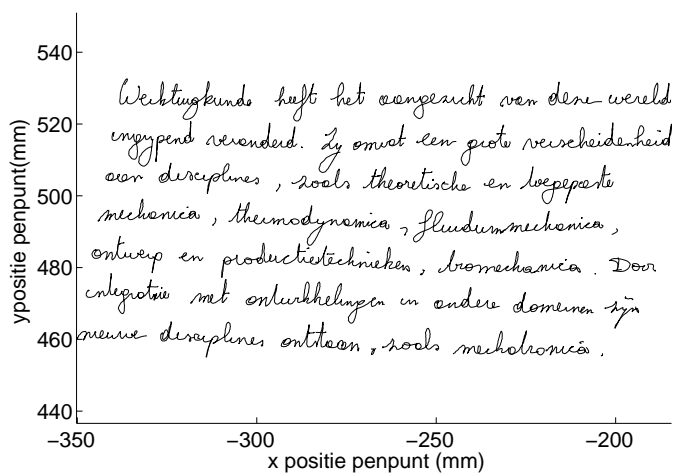 540
520
500
480
460
440
ypositie penpunt(mm)
Werktuigkunde heeft het aangezicht van deze wereld
ingrijpend veranderd. Zij omvat een grote verscheidenheid
aan disciplines, zoals theoretische en toegepaste
mechanica, thermodynamica, fluidummechanica,
ontwerp en productietechnieken, biomechanica. Door
integratie met ontwikkelingen in andere domeinen zijn
nieuwe disciplines ontstaan, zoals mechatronica.
−350 −300 −250 −200
x positie penpunt (mm)